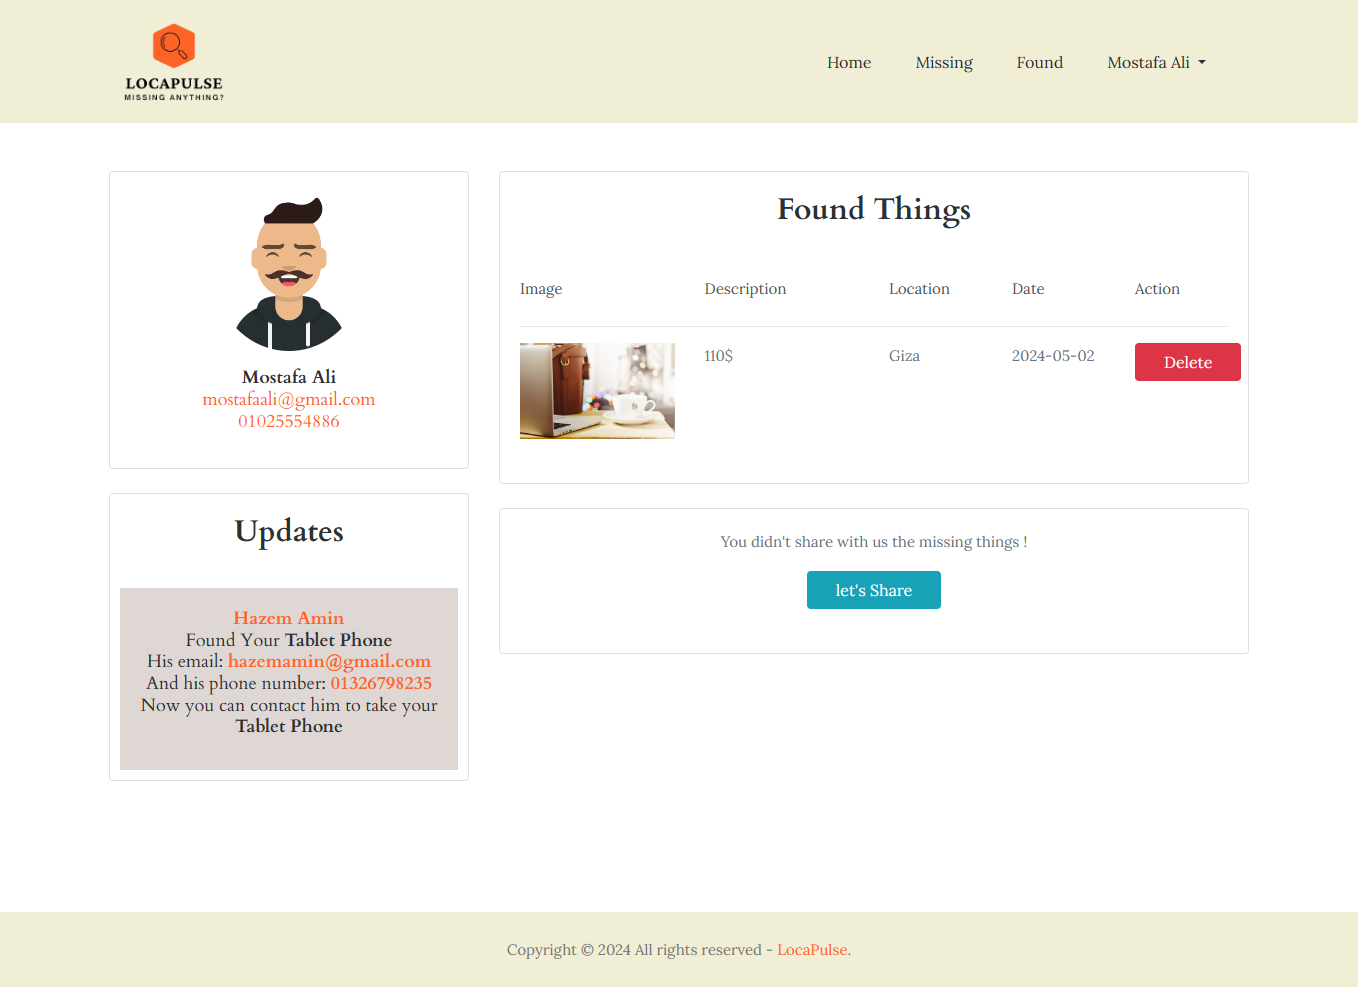 LOCAPULSE
MISSING ANYTHING?
Home Missing Found Mostafa Ali
Mostafa Ali
mostafaali@gmail.com
01025554886
Updates
Hazem Amin
Found Your Tablet Phone
His email: hazemamin@gmail.com
And his phone number: 01326798235
Now you can contact him to take your
Tablet Phone
Found Things
Image Description Location Date Action
110$ Giza 2024-05-02 Delete
You didn't share with us the missing things !
let's Share
Copyright © 2024 All rights reserved - LocaPulse.